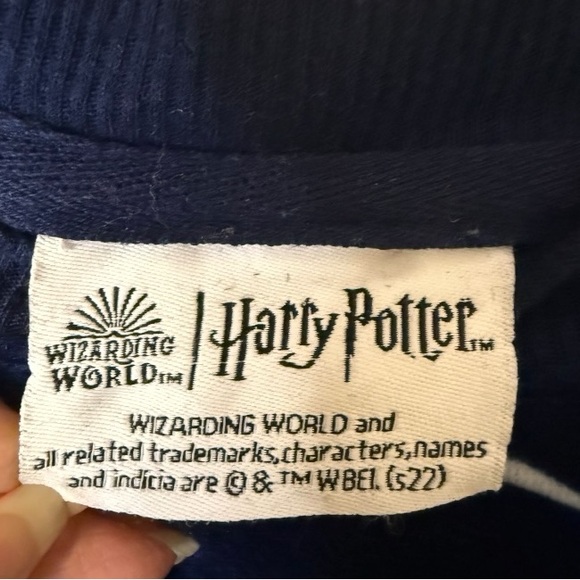 WIZARDING
WORLD™
Harry Potter™
WIZARDING WORLD and
all related trademarks,characters,names
and indicia are © & ™ WBEI. (s22)